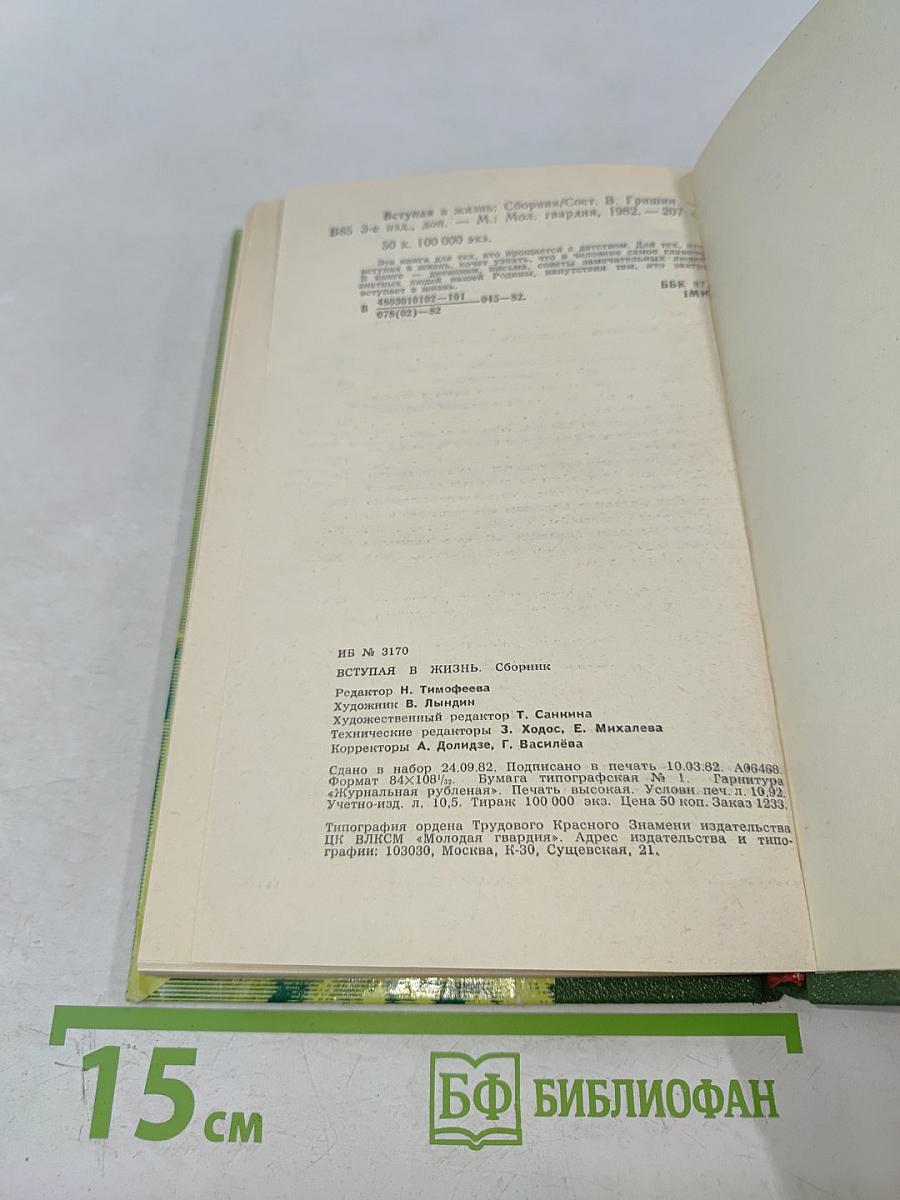 Вступая в жизнь: Сборник/Сост. В. Гришин. —
В85 3-е изд., доп. — М.: Мол. гвардия, 1982. — 207 с.
50 к. 100 000 экз.
Эта книга для тех, кто прощается с детством. Для тех, кто,
вступая в жизнь, хочет узнать, что в человеке самое главное.
В книге — дневники, письма, советы замечательных людей,
знатных людей нашей Родины, напутствия тем, кто завтра
вступает в жизнь.
ББК 87
1МИ
В 4803010102—101 045—82.
078(02)—82
ИБ № 3170
ВСТУПАЯ В ЖИЗНЬ. Сборник
Редактор Н. Тимофеева
Художник В. Лындин
Художественный редактор Т. Санкина
Технические редакторы З. Ходос, Е. Михалева
Корректоры А. Долидзе, Г. Василёва
Сдано в набор 24.09.82. Подписано в печать 10.03.82. А06468.
Формат 84×108¹/₃₂. Бумага типографская № 1. Гарнитура
«Журнальная рубленая». Печать высокая. Условн. печ. л. 10,92.
Учетно-изд. л. 10,5. Тираж 100 000 экз. Цена 50 коп. Заказ 1233.
Типография ордена Трудового Красного Знамени издательства
ЦК ВЛКСМ «Молодая гвардия». Адрес издательства и типо-
графии: 103030, Москва, К-30, Сущевская, 21.
15 см
БФ БИБЛИОФАН